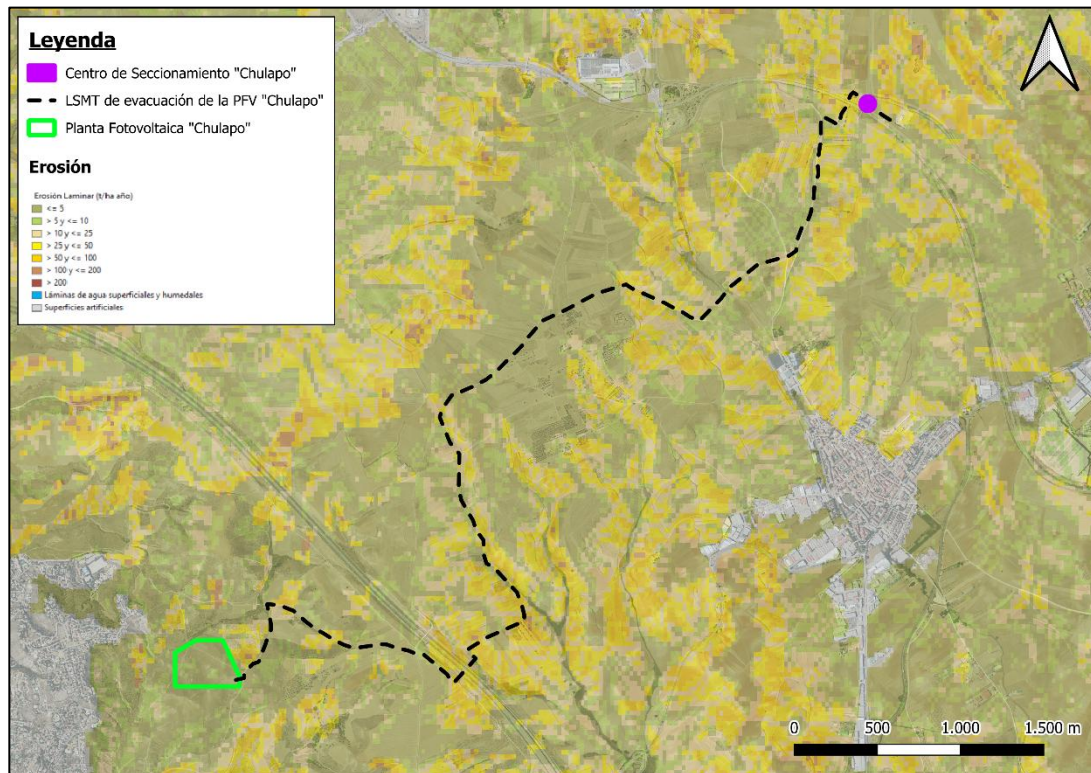 Leyenda
Centro de Seccionamiento "Chulapo"
LSMT de evacuación de la PFV "Chulapo"
Planta Fotovoltaica "Chulapo"
Erosión
Erosión Laminar (t/ha año)
<= 5
> 5 y <= 10
> 10 y <= 25
> 25 y <= 50
> 50 y <= 100
> 100 y <= 200
> 200
Láminas de agua superficiales y humedales
Superficies artificiales
0 500 1.000 1.500 m